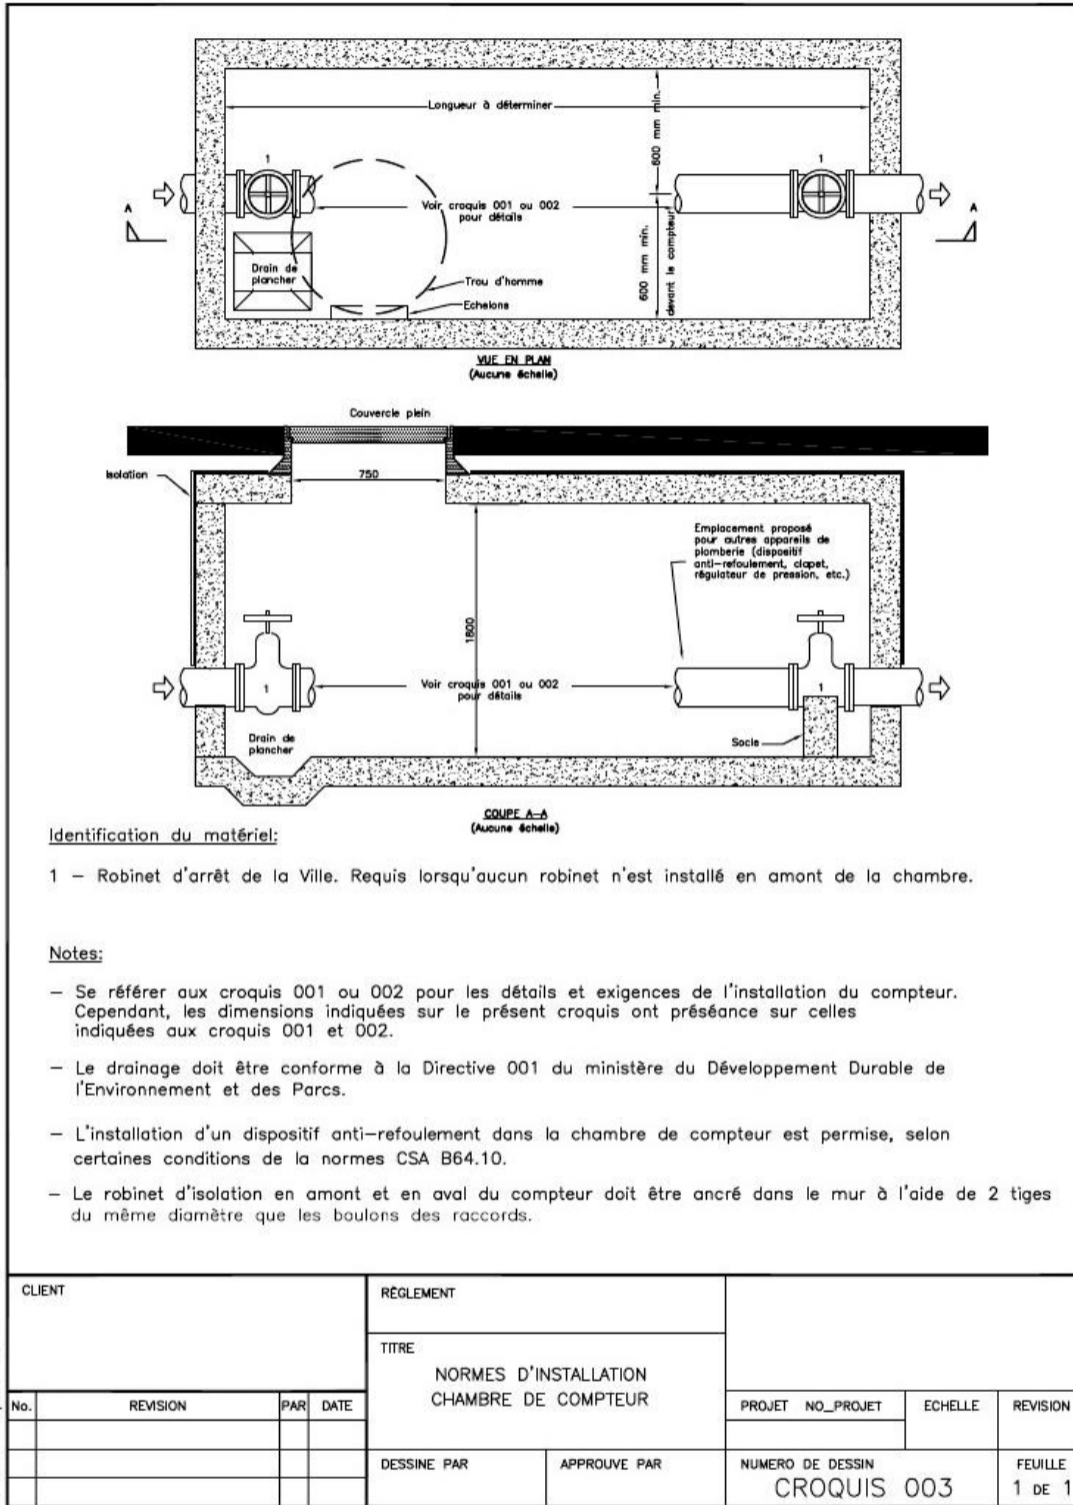 Longueur à déterminer
600 mm min.
1
1
A
A
Voir croquis 001 ou 002
pour détails
600 mm min.
devant le compteur
Drain de
plancher
Trou d'homme
Echelons
VUE EN PLAN
(Aucune échelle)
Couvercle plein
Isolation
750
Emplacement proposé
pour autres appareils de
plomberie (dispositif
anti-refoulement, clapet,
régulateur de pression, etc.)
1800
1
Voir croquis 001 ou 002
pour détails
1
Drain de
plancher
Socle
COUPE A-A
(Aucune échelle)
Identification du matériel:
1 – Robinet d'arrêt de la Ville. Requis lorsqu'aucun robinet n'est installé en amont de la chambre.
Notes:
– Se référer aux croquis 001 ou 002 pour les détails et exigences de l'installation du compteur.
Cependant, les dimensions indiquées sur le présent croquis ont préséance sur celles
indiquées aux croquis 001 et 002.
– Le drainage doit être conforme à la Directive 001 du ministère du Développement Durable de
l'Environnement et des Parcs.
– L'installation d'un dispositif anti-refoulement dans la chambre de compteur est permise, selon
certaines conditions de la normes CSA B64.10.
– Le robinet d'isolation en amont et en aval du compteur doit être ancré dans le mur à l'aide de 2 tiges
du même diamètre que les boulons des raccords.
CLIENT
RÈGLEMENT
TITRE
NORMES D'INSTALLATION
CHAMBRE DE COMPTEUR
No. REVISION PAR DATE
PROJET NO_PROJET ECHELLE REVISION
DESSINE PAR APPROUVE PAR
NUMERO DE DESSIN
CROQUIS 003
FEUILLE
1 DE 1